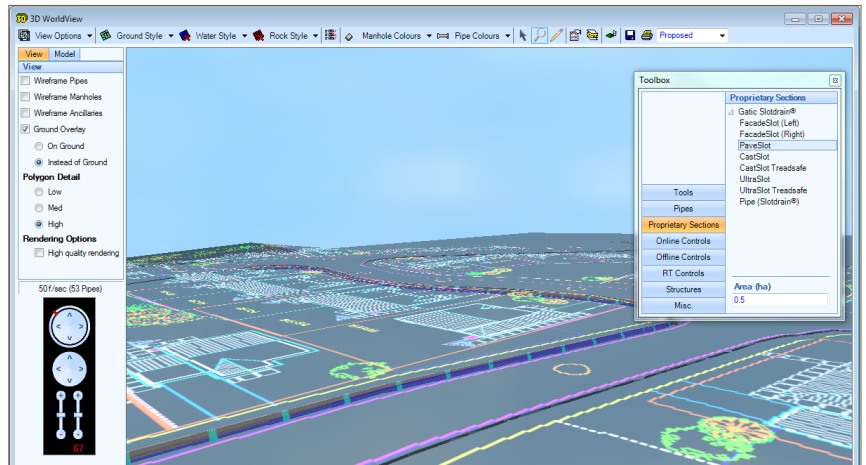 3D WorldView
View Options Ground Style Water Style Rock Style Manhole Colours Pipe Colours Proposed
View Model
View
Wireframe Pipes
Wireframe Manholes
Wireframe Ancillaries
Ground Overlay
On Ground
Instead of Ground
Polygon Detail
Low
Med
High
Rendering Options
High quality rendering
50f/sec (53 Pipes)
67
Toolbox
Proprietary Sections
Gatic Slotdrain®
FacadeSlot (Left)
FacadeSlot (Right)
PaveSlot
CastSlot
CastSlot Treadsafe
UltraSlot
UltraSlot Treadsafe
Pipe (Slotdrain®)
Tools
Pipes
Proprietary Sections
Online Controls
Offline Controls
RT Controls
Structures
Misc.
Area (ha)
0.5